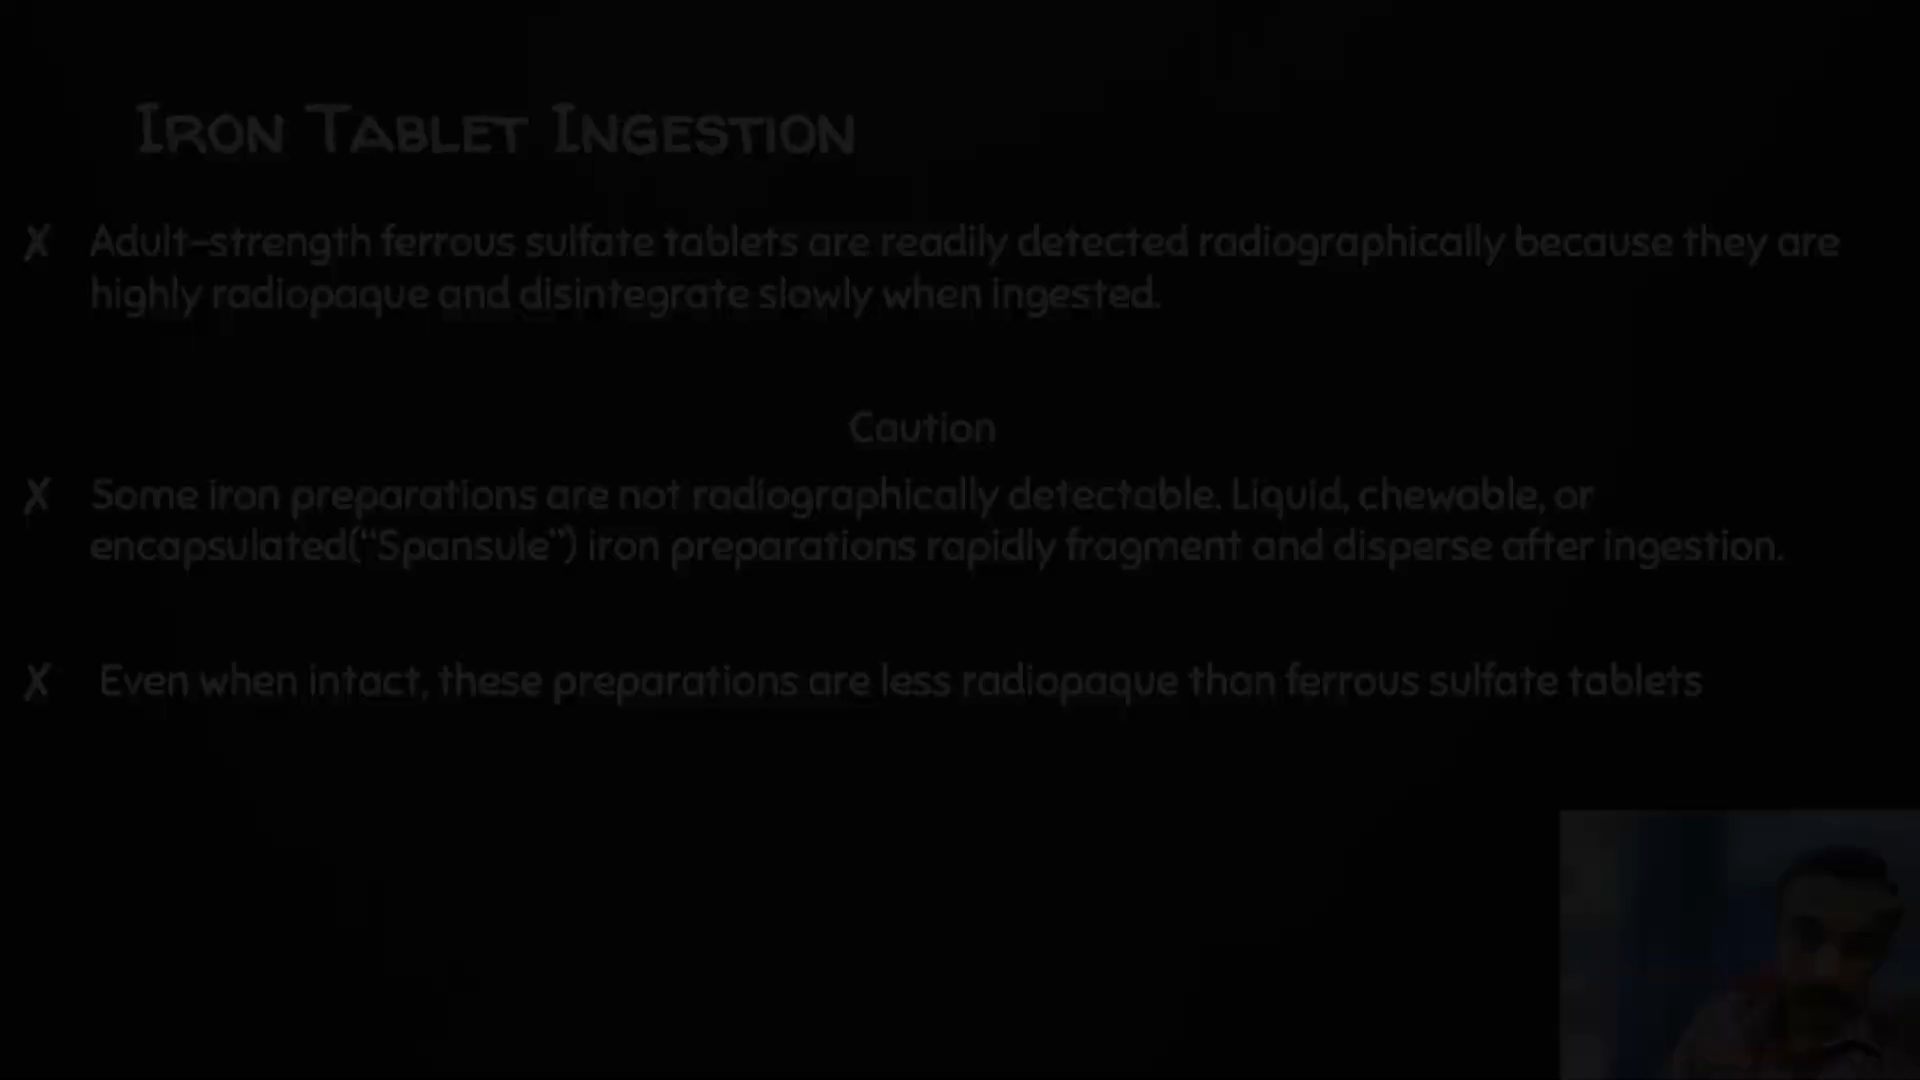 Iron Tablet Ingestion
✗ Adult-strength ferrous sulfate tablets are readily detected radiographically because they are
highly radiopaque and disintegrate slowly when ingested.
Caution
✗ Some iron preparations are not radiographically detectable. Liquid, chewable, or
encapsulated(“Spansule”) iron preparations rapidly fragment and disperse after ingestion.
✗ Even when intact, these preparations are less radiopaque than ferrous sulfate tablets